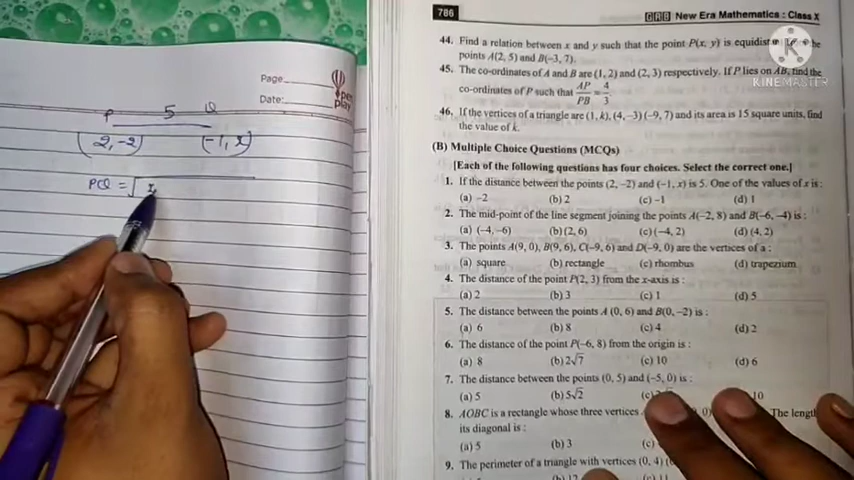 Page
Date
pen play
P 5 Q
(2, -2) (-1, x)
PQ = √x
786
GRB New Era Mathematics Class
K
KINEMASTER
44. Find a relation between x and y such that the point P(x, y) is equidistant the
points A(2, 5) and B(-3, 7).
45. The co-ordinates of A and B are (1, 2) and (2, 3) respectively. If P lies on AB, find the
co-ordinates of P such that AP/PB = 4/3.
46. If the vertices of a triangle are (1, k), (4, -3) (-9, 7) and its area is 15 square units, find
the value of k.
(B) Multiple Choice Questions (MCQs)
[Each of the following questions has four choices. Select the correct one.]
1. If the distance between the points (2, -2) and (-1, x) is 5. One of the values of x is:
(a) -2 (b) 2 (c) -1 (d) 1
2. The mid-point of the line segment joining the points A(-2, 8) and B(-6, -4) is:
(a) (-4, -6) (b) (2, 6) (c) (-4, 2) (d) (4, 2)
3. The points A(9, 0), B(9, 6), C(-9, 6) and D(-9, 0) are the vertices of a :
(a) square (b) rectangle (c) rhombus (d) trapezium
4. The distance of the point P(2, 3) from the x-axis is :
(a) 2 (b) 3 (c) 1 (d) 5
5. The distance between the points A (0, 6) and B(0, -2) is :
(a) 6 (b) 8 (c) 4 (d) 2
6. The distance of the point P(-6, 8) from the origin is :
(a) 8 (b) 2√7 (c) 10 (d) 6
7. The distance between the points (0, 5) and (-5, 0) is :
(a) 5 (b) 5√2 (c) 10
8. AOBC is a rectangle whose three vertices 0) The length
its diagonal is :
(a) 5 (b) 3
9. The perimeter of a triangle with vertices (0, 4)